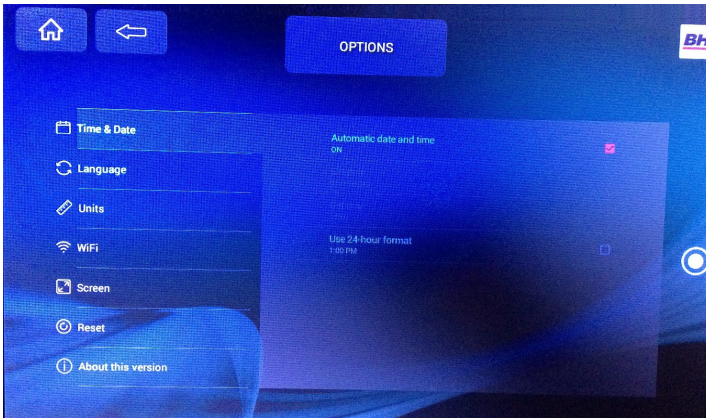 OPTIONS
BH
Time & Date
Language
Units
WiFi
Screen
Reset
About this version
Automatic date and time
ON
Use 24-hour format
1:00 PM